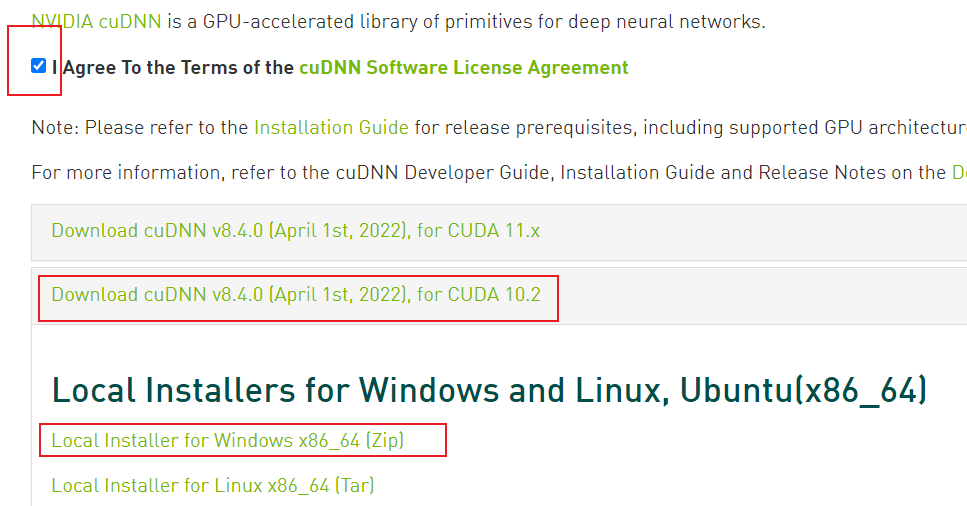 NVIDIA cuDNN is a GPU-accelerated library of primitives for deep neural networks.
I Agree To the Terms of the cuDNN Software License Agreement
Note: Please refer to the Installation Guide for release prerequisites, including supported GPU architectur
For more information, refer to the cuDNN Developer Guide, Installation Guide and Release Notes on the D
Download cuDNN v8.4.0 (April 1st, 2022), for CUDA 11.x
Download cuDNN v8.4.0 (April 1st, 2022), for CUDA 10.2
Local Installers for Windows and Linux, Ubuntu(x86_64)
Local Installer for Windows x86_64 (Zip)
Local Installer for Linux x86_64 (Tar)